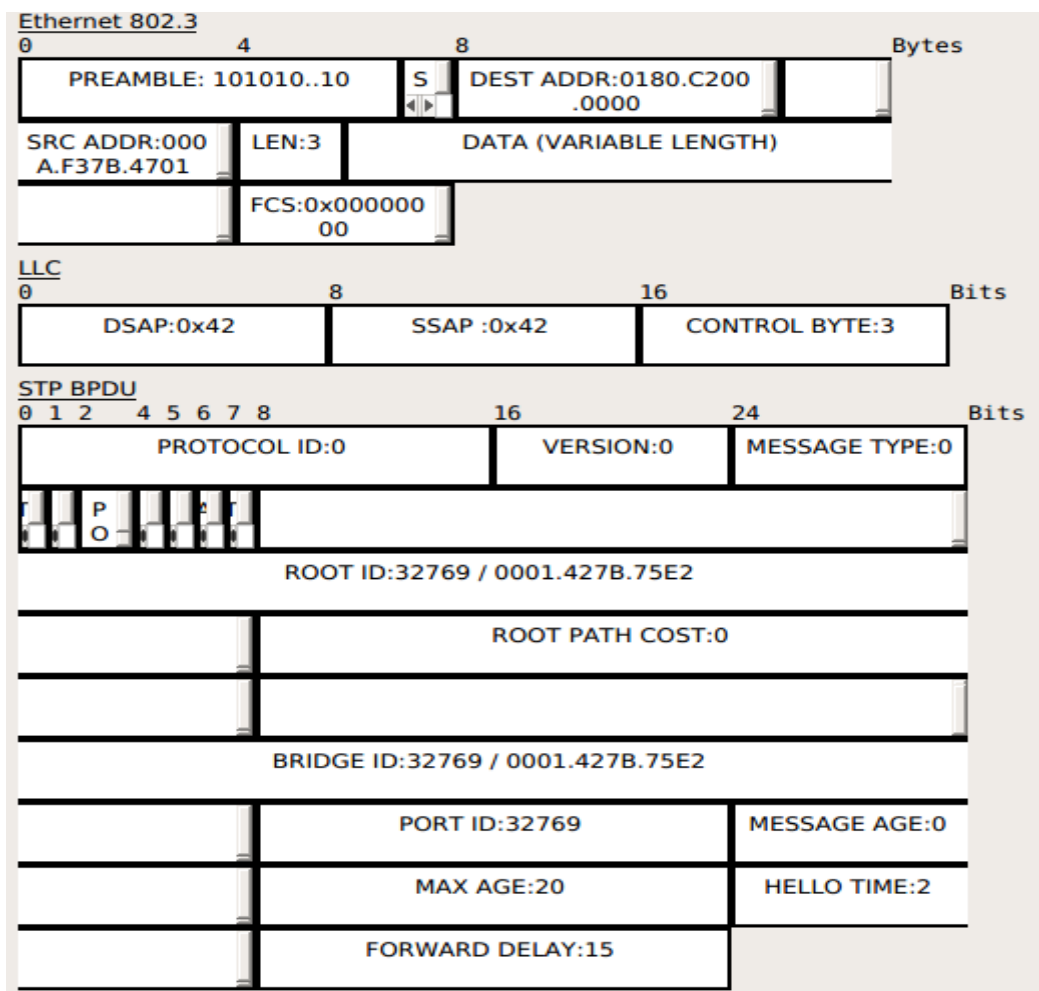 Ethernet 802.3
0 4 8 Bytes
PREAMBLE: 101010..10 S DEST ADDR:0180.C200
.0000
SRC ADDR:000 LEN:3 DATA (VARIABLE LENGTH)
A.F37B.4701
FCS:0x000000
00
LLC
0 8 16 Bits
DSAP:0x42 SSAP :0x42 CONTROL BYTE:3
STP BPDU
0 1 2 4 5 6 7 8 16 24 Bits
PROTOCOL ID:0 VERSION:0 MESSAGE TYPE:0
P
O
ROOT ID:32769 / 0001.427B.75E2
ROOT PATH COST:0
BRIDGE ID:32769 / 0001.427B.75E2
PORT ID:32769 MESSAGE AGE:0
MAX AGE:20 HELLO TIME:2
FORWARD DELAY:15